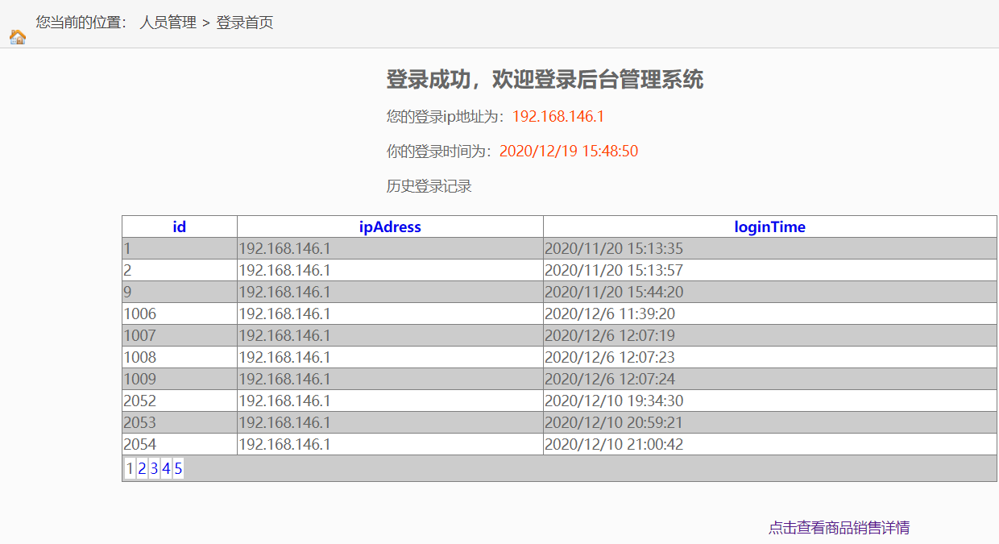 您当前的位置： 人员管理 > 登录首页
登录成功，欢迎登录后台管理系统
您的登录ip地址为：192.168.146.1
你的登录时间为：2020/12/19 15:48:50
历史登录记录
id ipAdress loginTime
1 192.168.146.1 2020/11/20 15:13:35
2 192.168.146.1 2020/11/20 15:13:57
9 192.168.146.1 2020/11/20 15:44:20
1006 192.168.146.1 2020/12/6 11:39:20
1007 192.168.146.1 2020/12/6 12:07:19
1008 192.168.146.1 2020/12/6 12:07:23
1009 192.168.146.1 2020/12/6 12:07:24
2052 192.168.146.1 2020/12/10 19:34:30
2053 192.168.146.1 2020/12/10 20:59:21
2054 192.168.146.1 2020/12/10 21:00:42
1 2 3 4 5
点击查看商品销售详情